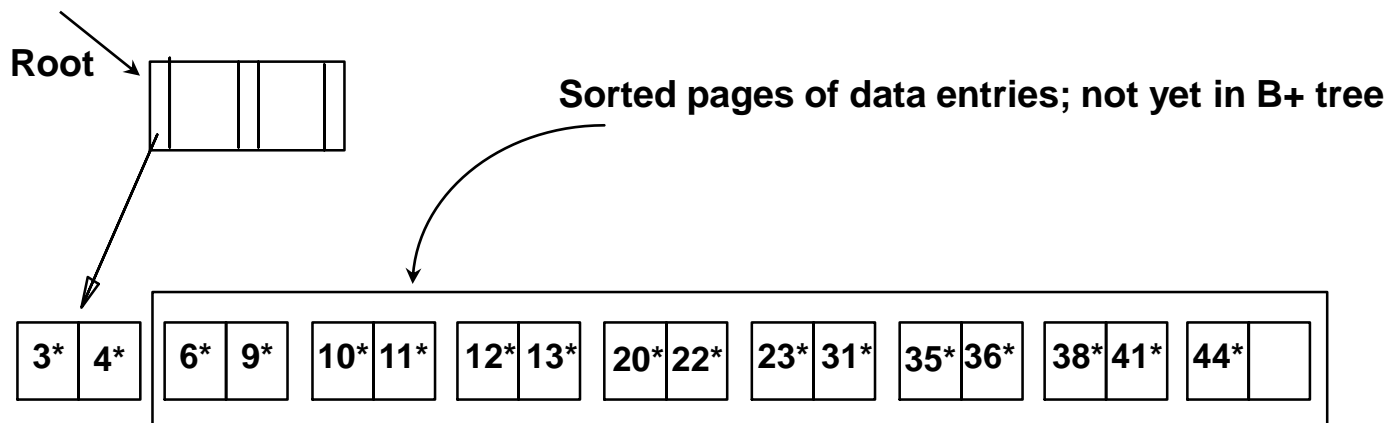 Root
Sorted pages of data entries; not yet in B+ tree
3* 4* 6* 9* 10* 11* 12* 13* 20* 22* 23* 31* 35* 36* 38* 41* 44*